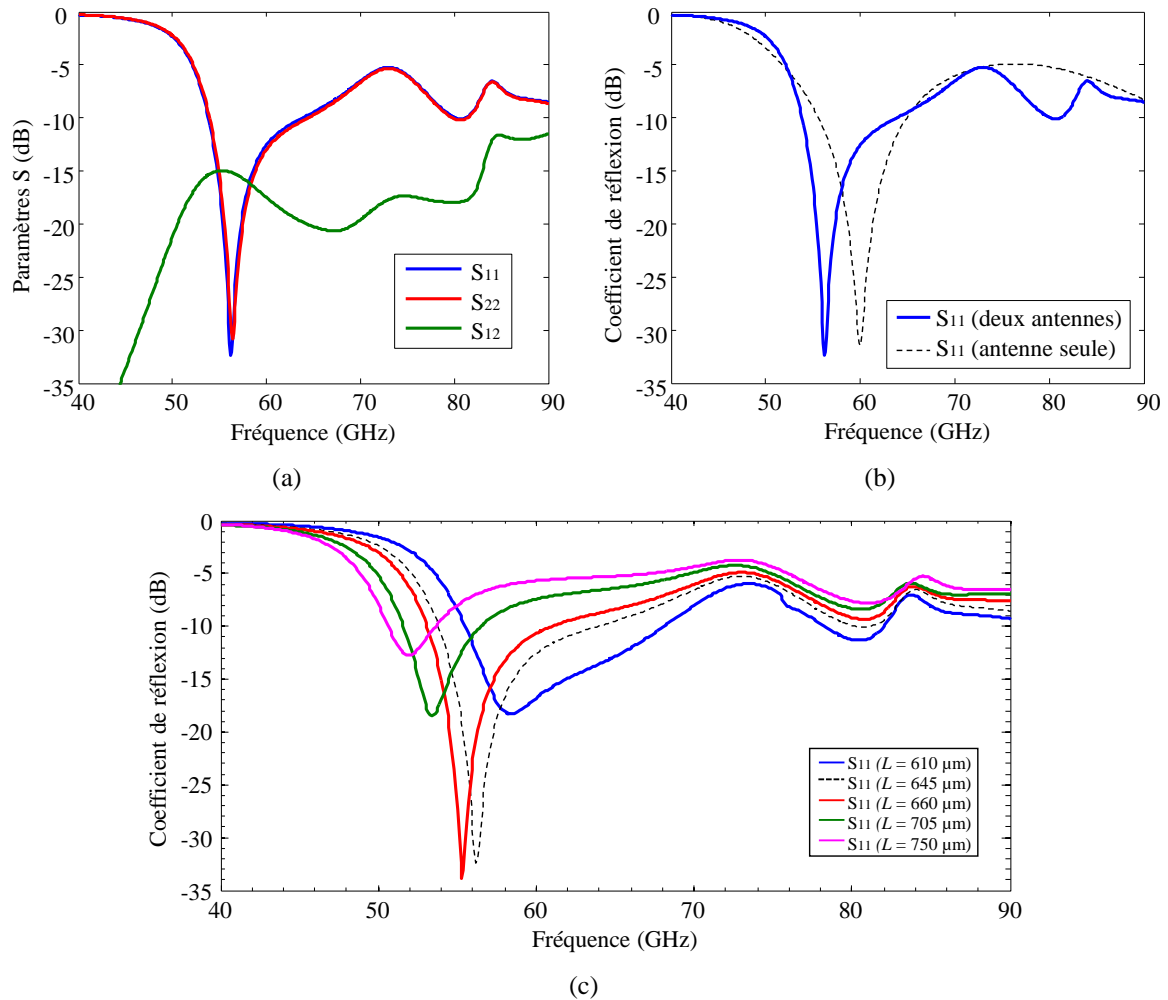 0
-5
-10
-15
-20
-25
-30
-35
Paramètres S (dB)
S11
S22
S12
40 50 60 70 80 90
Fréquence (GHz)
(a)
0
-5
-10
-15
-20
-25
-30
-35
Coefficient de réflexion (dB)
S11 (deux antennes)
S11 (antenne seule)
40 50 60 70 80 90
Fréquence (GHz)
(b)
0
-5
-10
-15
-20
-25
-30
-35
Coefficient de réflexion (dB)
S11 (L = 610 µm)
S11 (L = 645 µm)
S11 (L = 660 µm)
S11 (L = 705 µm)
S11 (L = 750 µm)
40 50 60 70 80 90
Fréquence (GHz)
(c)